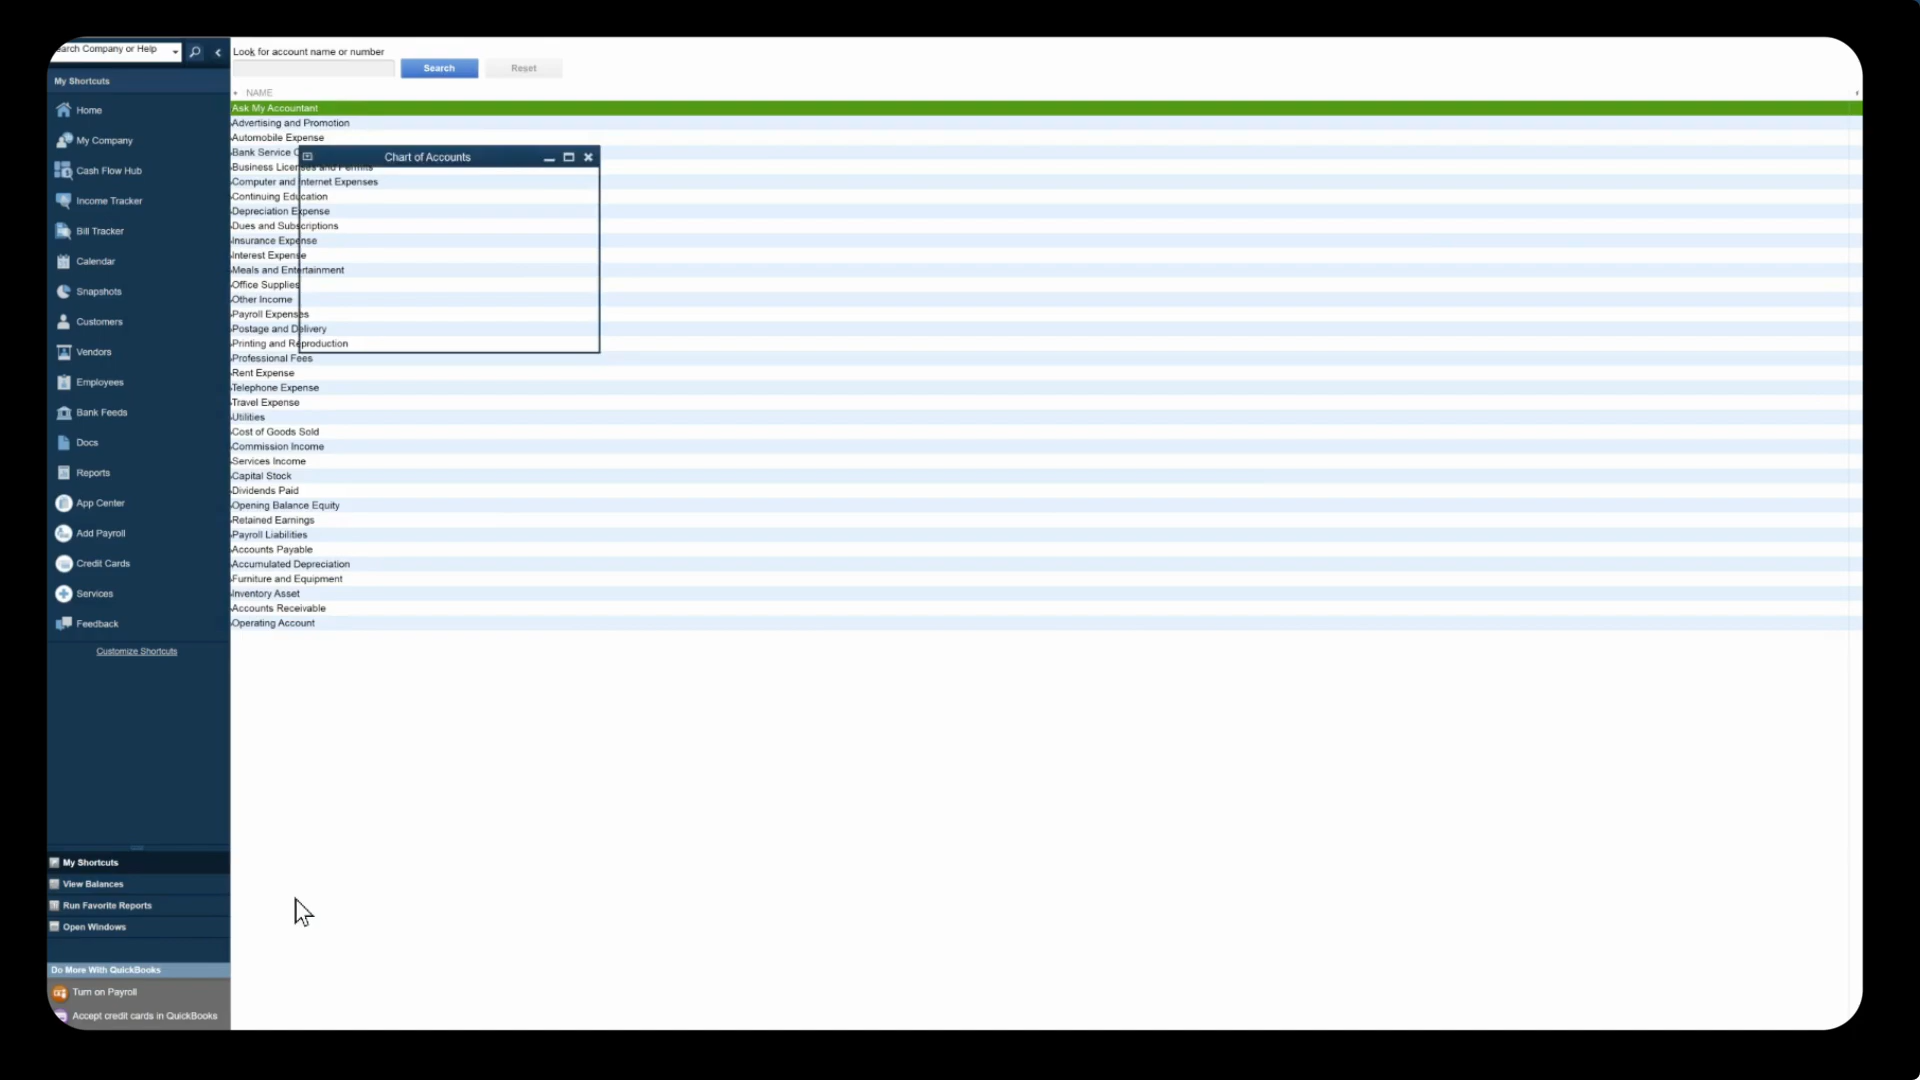 earch Company or Help
My Shortcuts
Home
My Company
Cash Flow Hub
Income Tracker
Bill Tracker
Calendar
Snapshots
Customers
Vendors
Employees
Bank Feeds
Docs
Reports
App Center
Add Payroll
Credit Cards
Services
Feedback
Customize Shortcuts
My Shortcuts
View Balances
Run Favorite Reports
Open Windows
Do More With QuickBooks
Turn on Payroll
Accept credit cards in QuickBooks
Look for account name or number
Search Reset
NAME
Ask My Accountant
Advertising and Promotion
Automobile Expense
Bank Service
Chart of Accounts
Business Licenses and Permits
Computer and Internet Expenses
Continuing Education
Depreciation Expense
Dues and Subscriptions
Insurance Expense
Interest Expense
Meals and Entertainment
Office Supplies
Other Income
Payroll Expenses
Postage and Delivery
Printing and Reproduction
Professional Fees
Rent Expense
Telephone Expense
Travel Expense
Utilities
Cost of Goods Sold
Commission Income
Services Income
Capital Stock
Dividends Paid
Opening Balance Equity
Retained Earnings
Payroll Liabilities
Accounts Payable
Accumulated Depreciation
Furniture and Equipment
Inventory Asset
Accounts Receivable
Operating Account